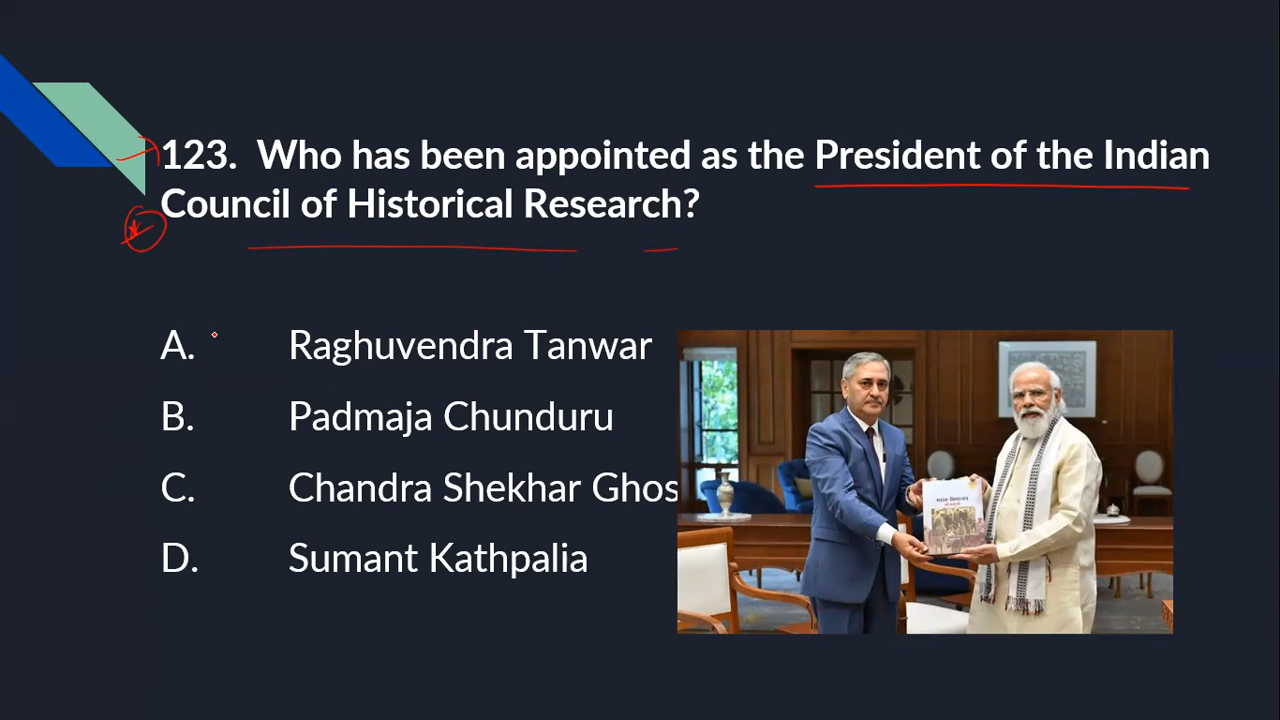 123. Who has been appointed as the President of the Indian
Council of Historical Research?
A. Raghuvendra Tanwar
B. Padmaja Chunduru
C. Chandra Shekhar Ghos
D. Sumant Kathpalia